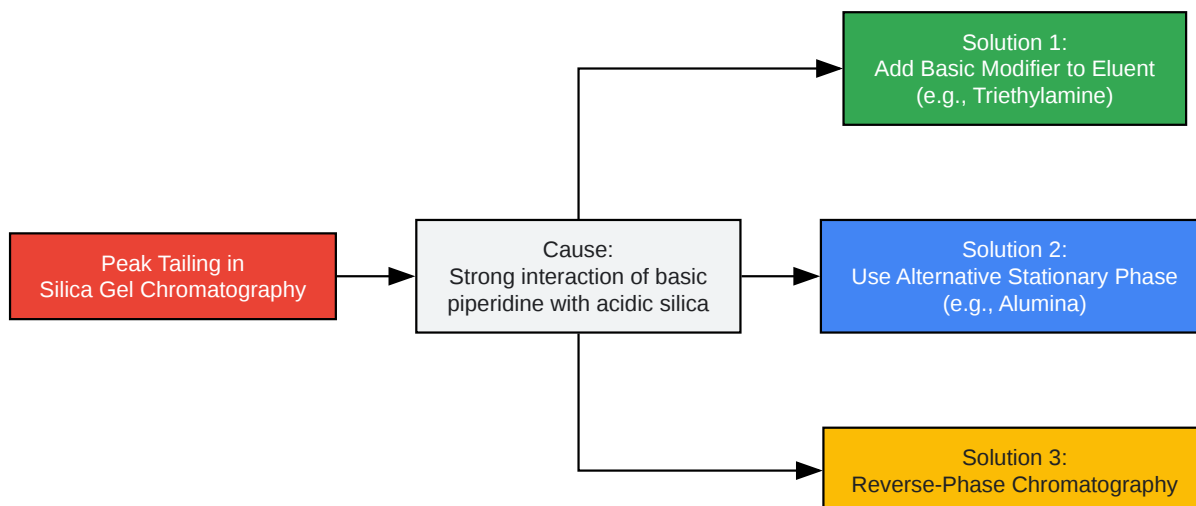 Peak Tailing in
Silica Gel Chromatography
Cause:
Strong interaction of basic
piperidine with acidic silica
Solution 1:
Add Basic Modifier to Eluent
(e.g., Triethylamine)
Solution 2:
Use Alternative Stationary Phase
(e.g., Alumina)
Solution 3:
Reverse-Phase Chromatography